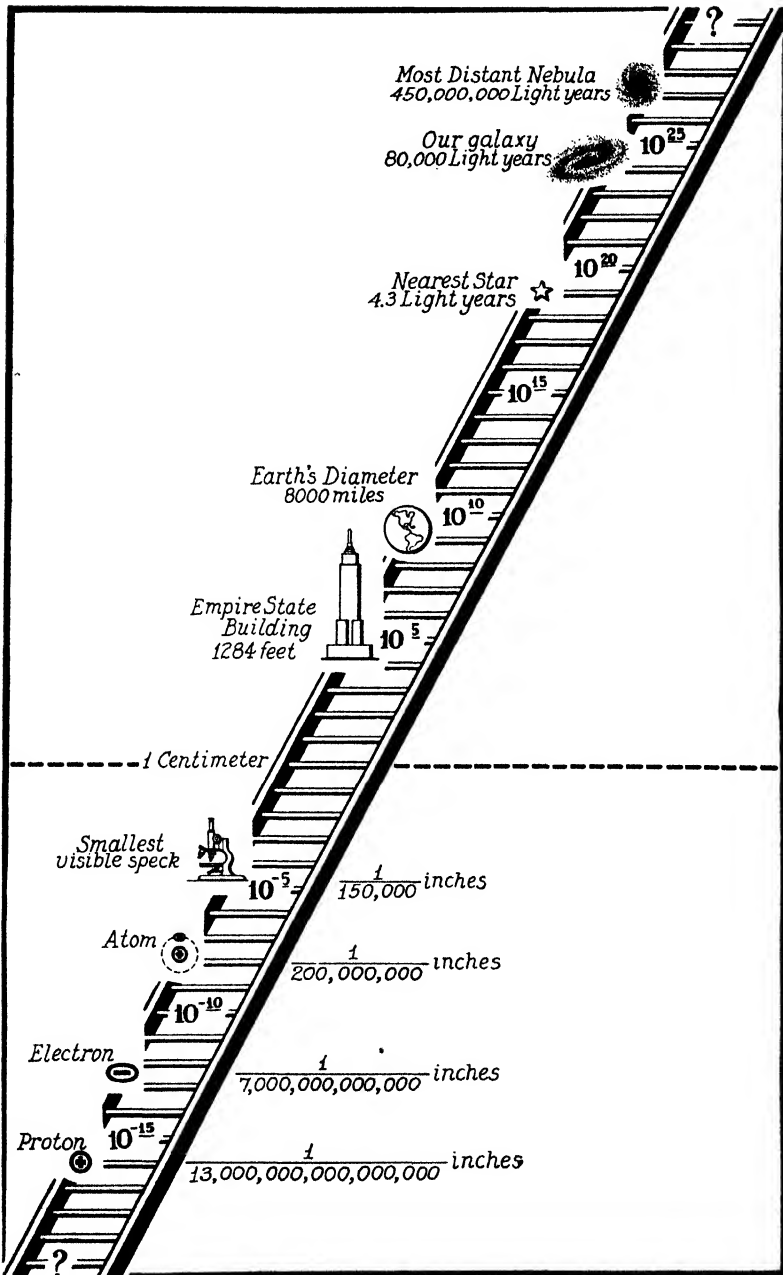 ?
Most Distant Nebula
450,000,000 Light years
10^25
Our galaxy
80,000 Light years
10^20
Nearest Star
4.3 Light years
10^15
Earth's Diameter
8000 miles
10^10
Empire State
Building
1284 feet
10^5
1 Centimeter
Smallest
visible speck
10^-5
1
150,000 inches
Atom
1
200,000,000 inches
10^-10
Electron
1
7,000,000,000,000 inches
10^-15
Proton
1
13,000,000,000,000,000 inches
?